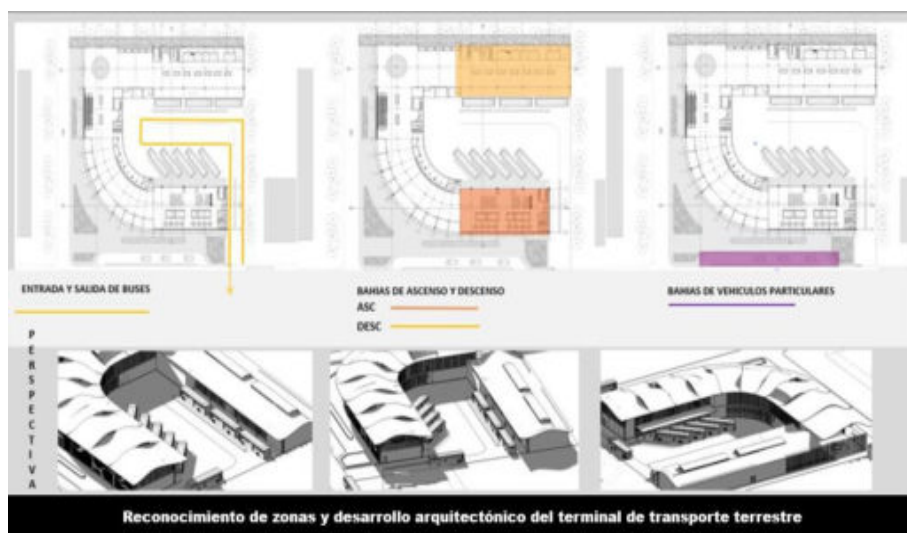 ENTRADA Y SALIDA DE BUSES
BAHIAS DE ASCENSO Y DESCENSO
ASC
DESC
BAHIAS DE VEHICULOS PARTICULARES
PERSPECTIVA
Reconocimiento de zonas y desarrollo arquitectónico del terminal de transporte terrestre